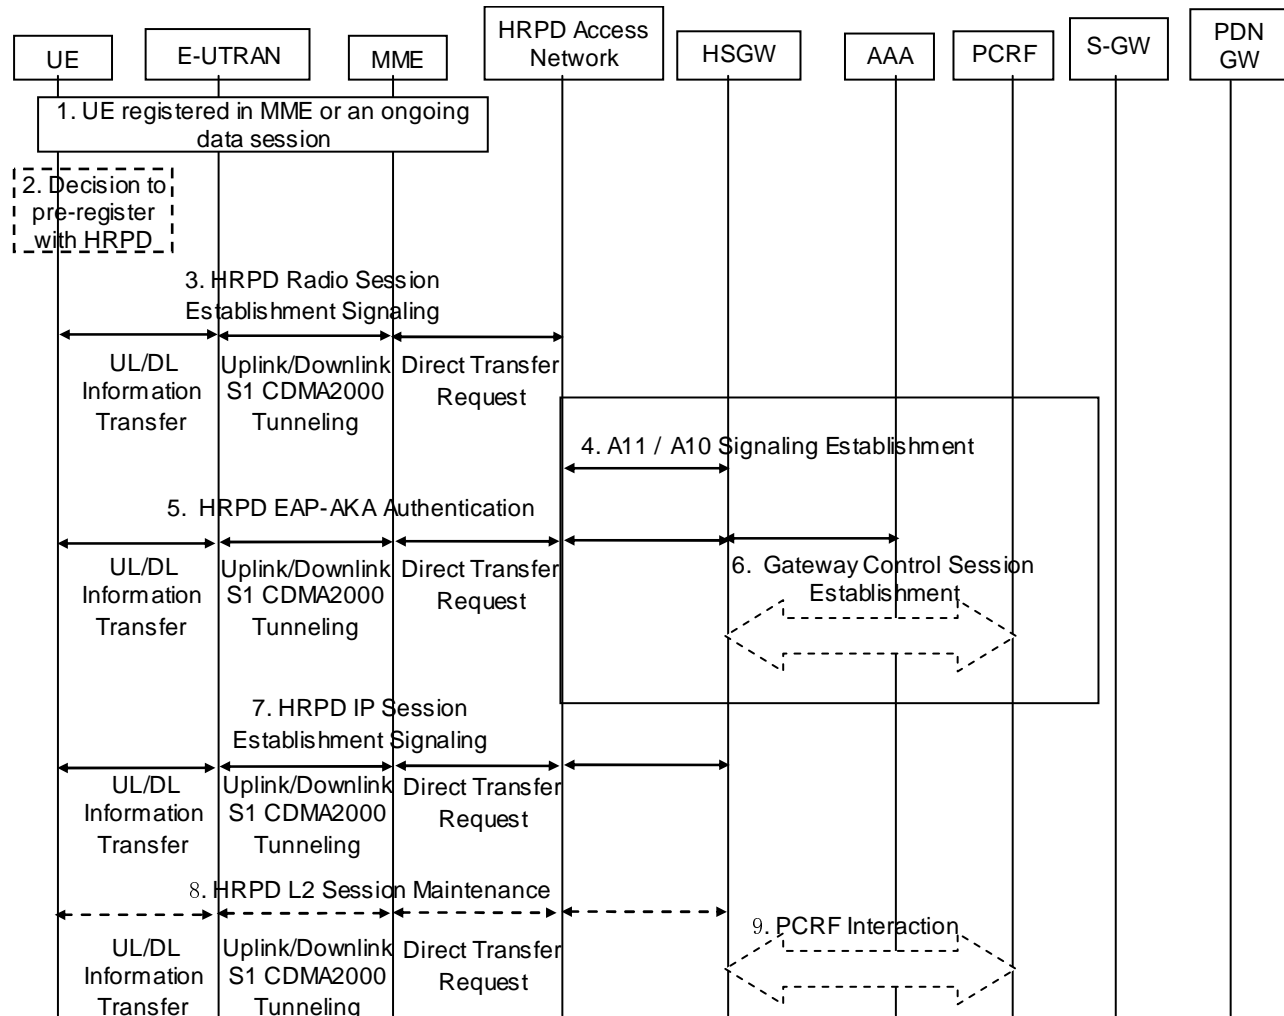 UE
E-UTRAN
MME
HRPD Access
Network
HSGW
AAA
PCRF
S-GW
PDN
GW
1. UE registered in MME or an ongoing
data session
2. Decision to
pre-register
with HRPD
3. HRPD Radio Session
Establishment Signaling
UL/DL
Information
Transfer
Uplink/Downlink
S1 CDMA2000
Tunneling
Direct Transfer
Request
4. A11 / A10 Signaling Establishment
5. HRPD EAP-AKA Authentication
UL/DL
Information
Transfer
Uplink/Downlink
S1 CDMA2000
Tunneling
Direct Transfer
Request
6. Gateway Control Session
Establishment
7. HRPD IP Session
Establishment Signaling
UL/DL
Information
Transfer
Uplink/Downlink
S1 CDMA2000
Tunneling
Direct Transfer
Request
8. HRPD L2 Session Maintenance
UL/DL
Information
Transfer
Uplink/Downlink
S1 CDMA2000
Tunneling
Direct Transfer
Request
9. PCRF Interaction